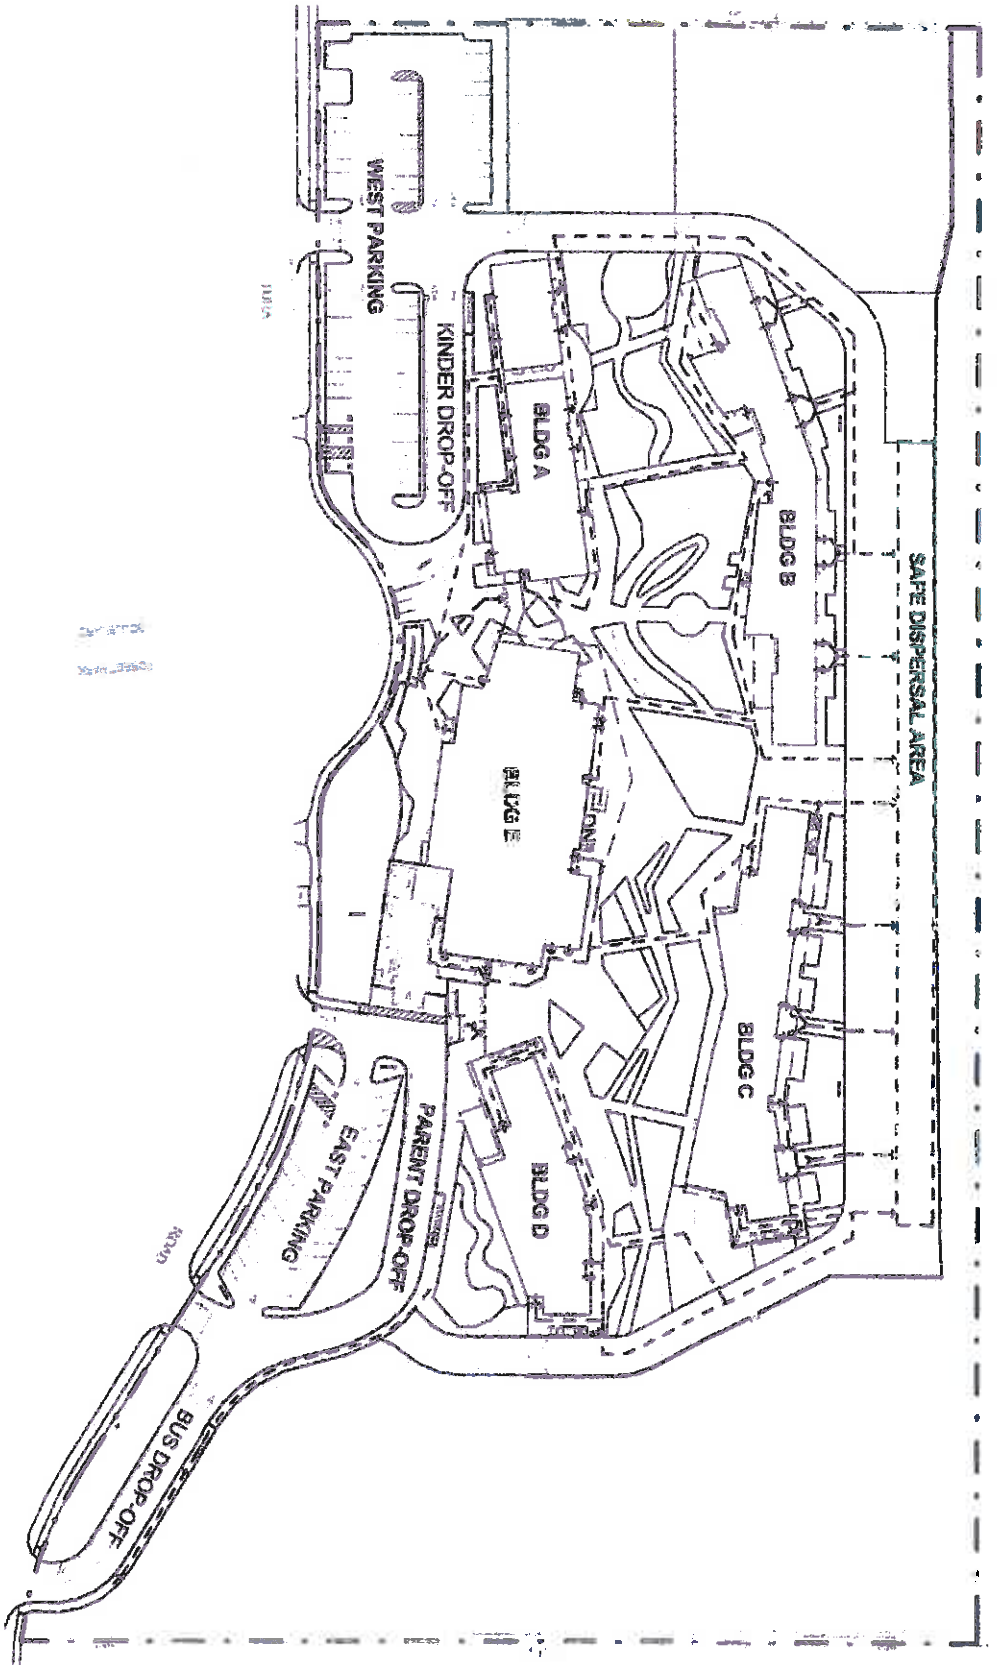 WEST PARKING
KINDER DROP-OFF
BLDG A
BLDG B
SAFE DISPERSAL AREA
BLDG E
BLDG C
BLDG D
PARENT DROP-OFF
EAST PARKING
ROAD
BUS DROP-OFF